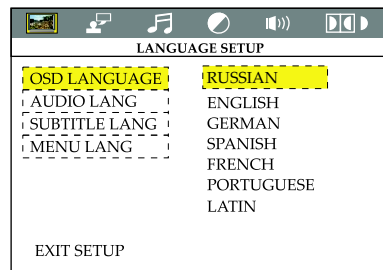 LANGUAGE SETUP
OSD LANGUAGE
AUDIO LANG
SUBTITLE LANG
MENU LANG
RUSSIAN
ENGLISH
GERMAN
SPANISH
FRENCH
PORTUGUESE
LATIN
EXIT SETUP